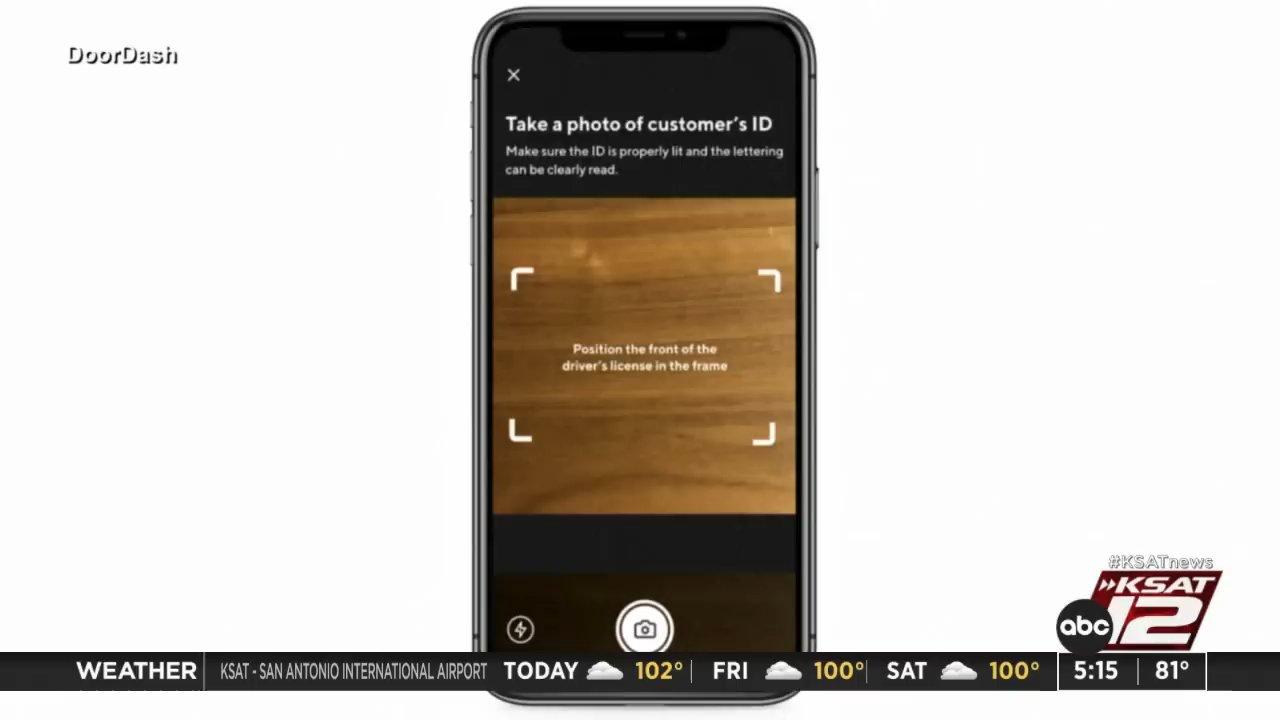 DoorDash
Take a photo of customer's ID
Make sure the ID is properly lit and the lettering
can be clearly read.
Position the front of the
driver's license in the frame
#KSATnews
KSAT
abc 12
WEATHER KSAT - SAN ANTONIO INTERNATIONAL AIRPORT TODAY 102° FRI 100° SAT 100° 5:15 81°